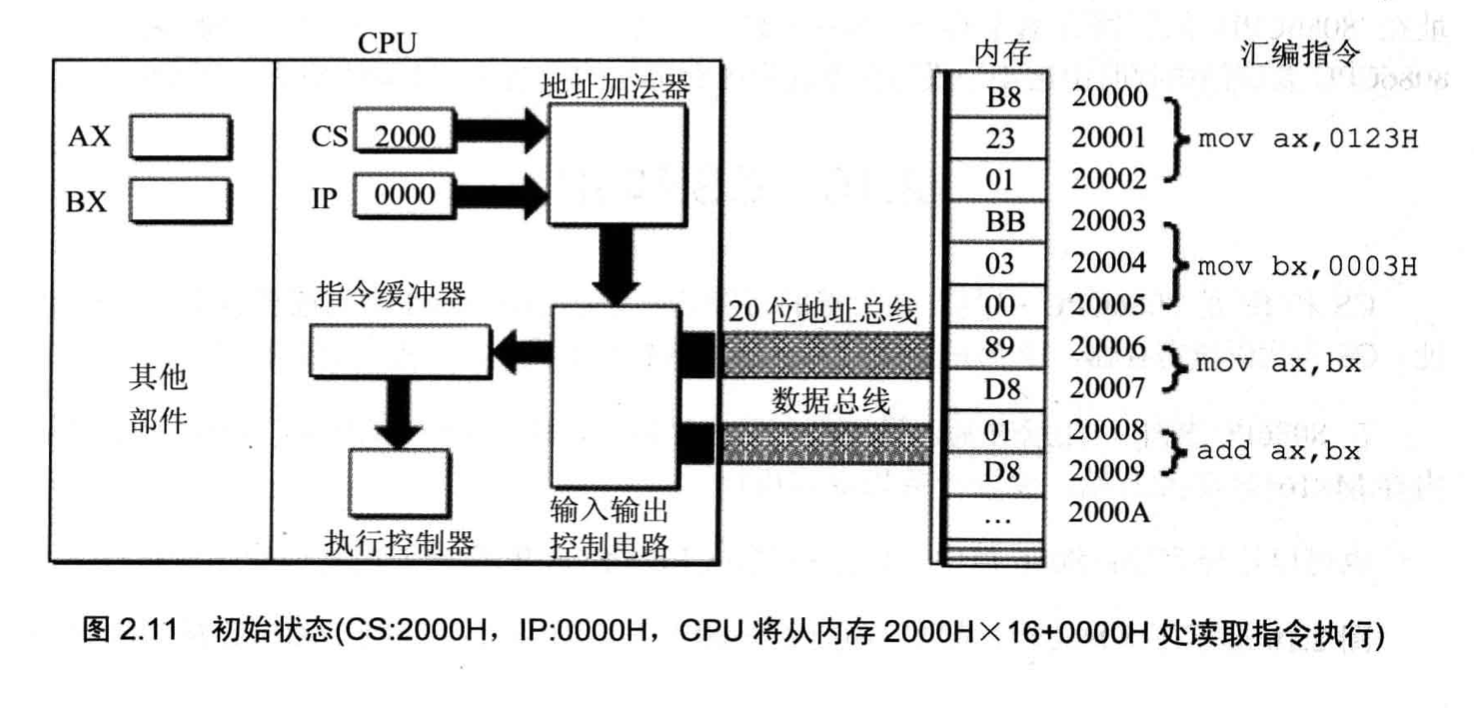 CPU
内存
汇编指令
地址加法器
AX
BX
CS
2000
IP
0000
指令缓冲器
其他
部件
执行控制器
输入输出
控制电路
20位地址总线
数据总线
B8 20000
23 20001
01 20002
mov ax,0123H
BB 20003
03 20004
00 20005
mov bx,0003H
89 20006
D8 20007
mov ax,bx
01 20008
D8 20009
add ax,bx
… 2000A
图 2.11 初始状态(CS:2000H，IP:0000H，CPU 将从内存 2000H×16+0000H 处读取指令执行)